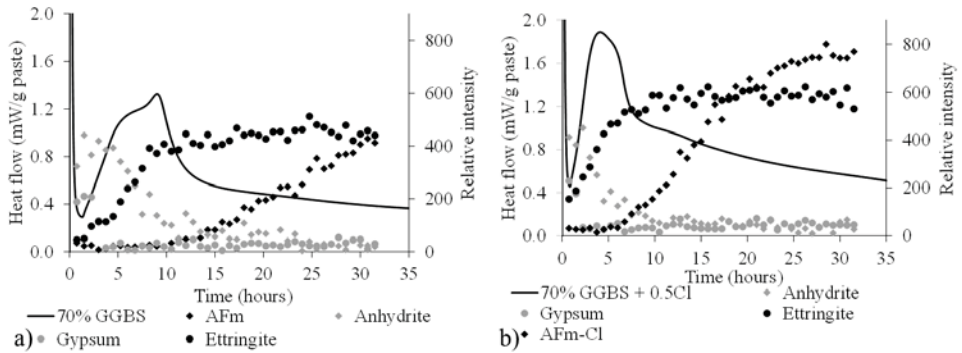 2.0
1.6
1.2
0.8
0.4
0.0
Heat flow (mW/g paste)
800
600
400
200
0
Relative intensity
0 5 10 15 20 25 30 35
Time (hours)
70% GGBS AFm Anhydrite
Gypsum Ettringite
a)
2.0
1.6
1.2
0.8
0.4
0.0
Heat flow (mW/g paste)
800
600
400
200
0
Relative intensity
0 5 10 15 20 25 30 35
Time (hours)
70% GGBS + 0.5Cl Anhydrite
Gypsum Ettringite
AFm-Cl
b)